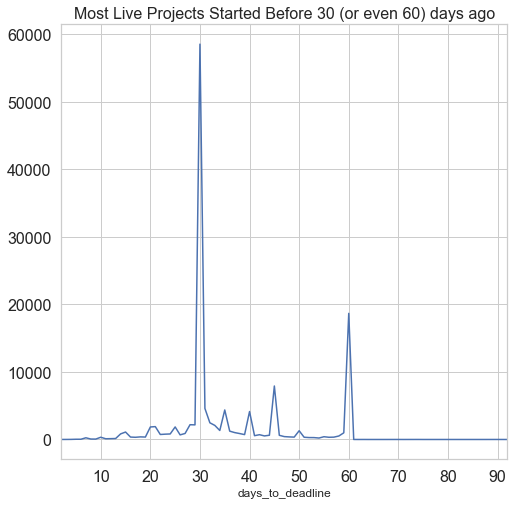 Most Live Projects Started Before 30 (or even 60) days ago
60000
50000
40000
30000
20000
10000
0
10 20 30 40 50 60 70 80 90
days_to_deadline